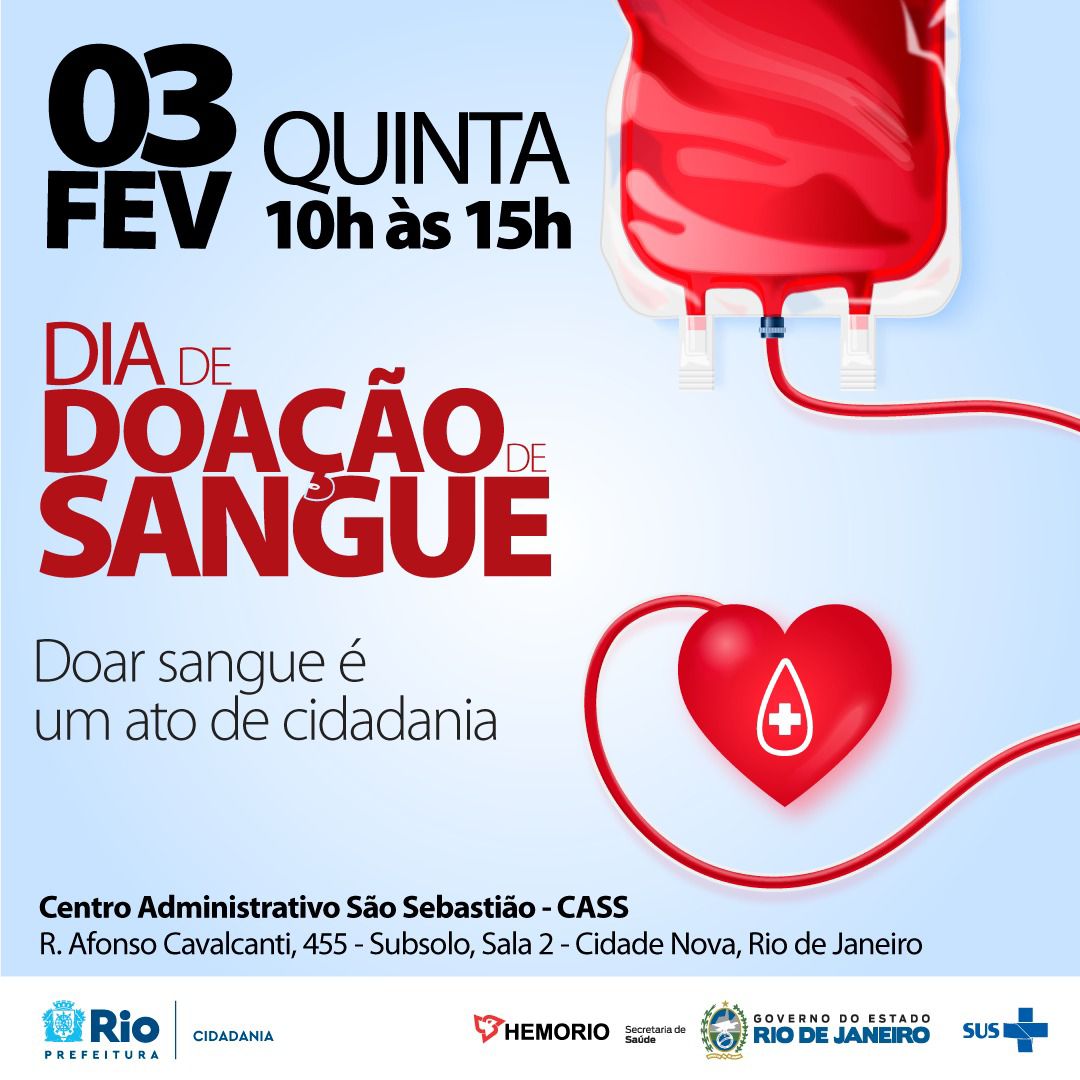 03
FEV
QUINTA
10h às 15h
DIA DE
DOAÇÃO DE
SANGUE
Doar sangue é
um ato de cidadania
Centro Administrativo São Sebastião - CASS
R. Afonso Cavalcanti, 455 - Subsolo, Sala 2 - Cidade Nova, Rio de Janeiro
Rio
PREFEITURA
CIDADANIA
HEMORIO
Secretaria de
Saúde
GOVERNO DO ESTADO
RIO DE JANEIRO
SUS